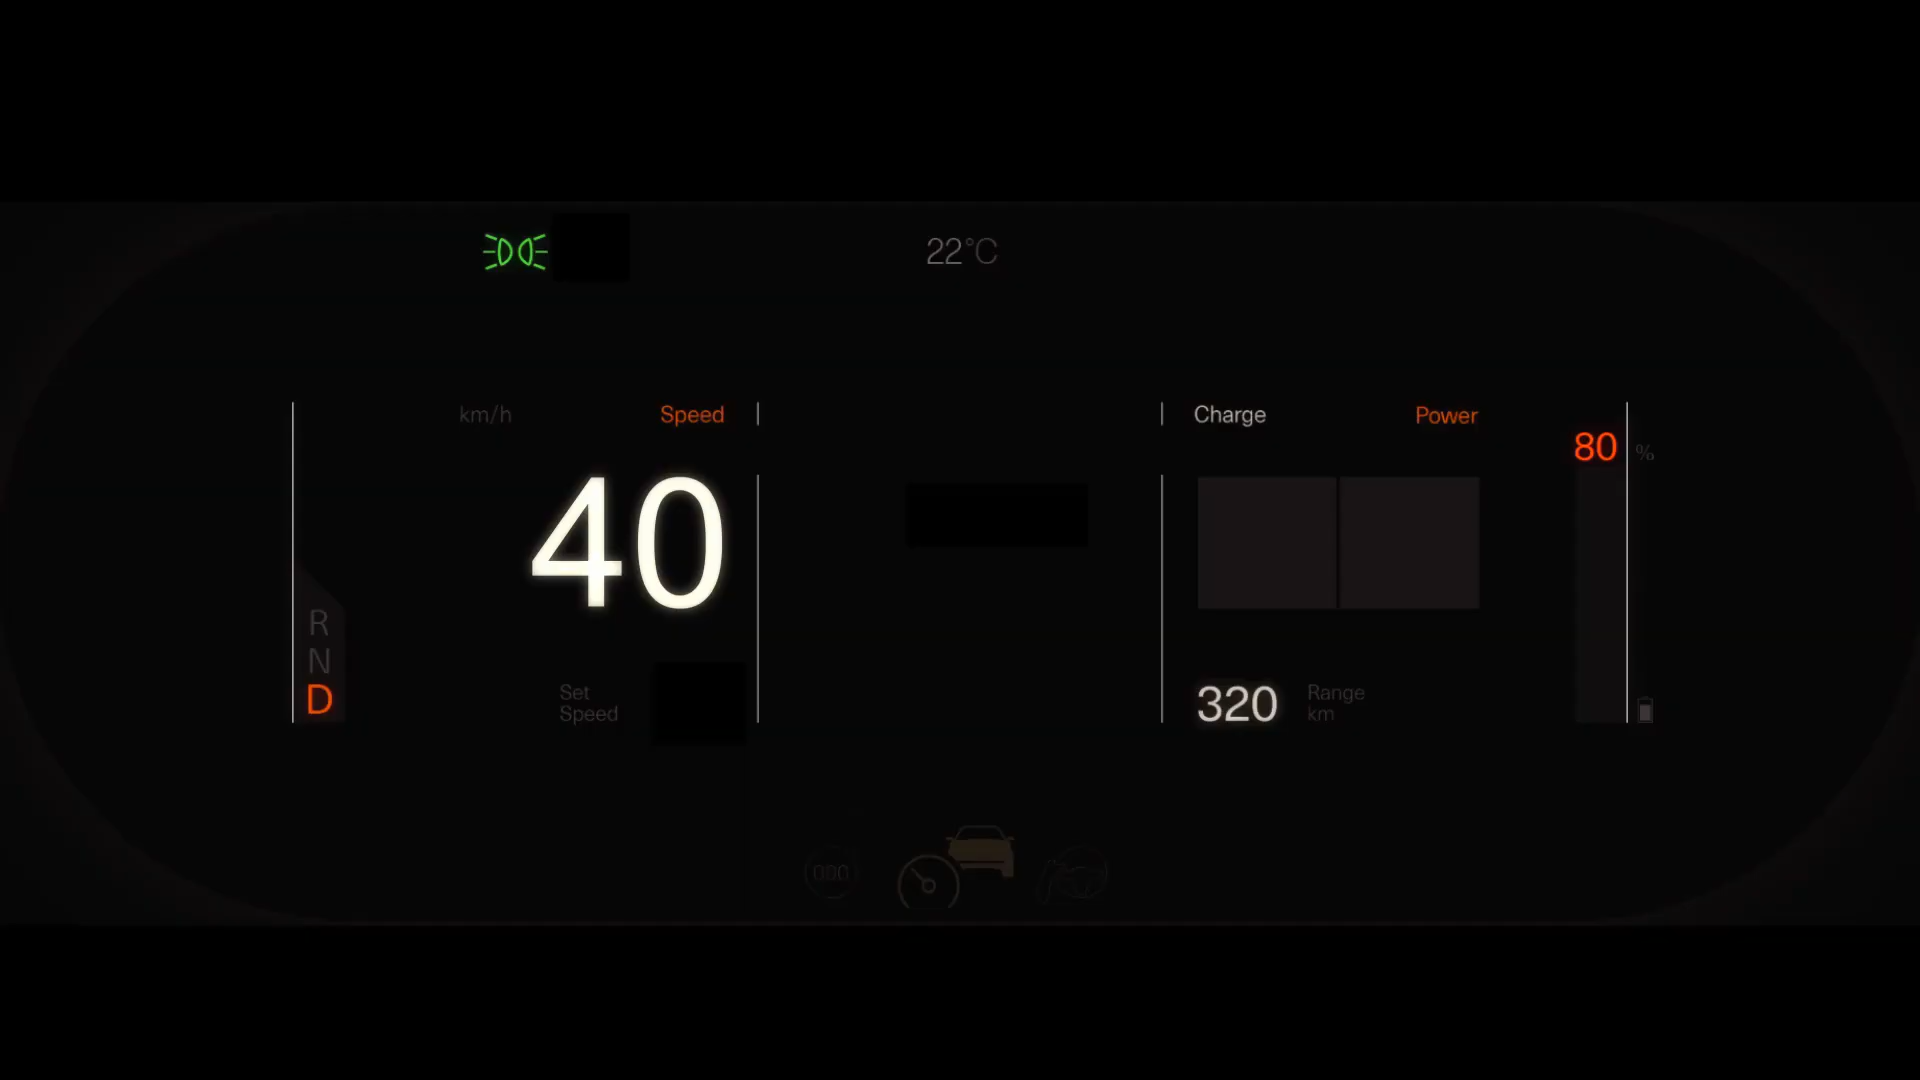 22°C
km/h Speed
40
R
N
D
Set
Speed
Charge Power
80 %
320 Range
km